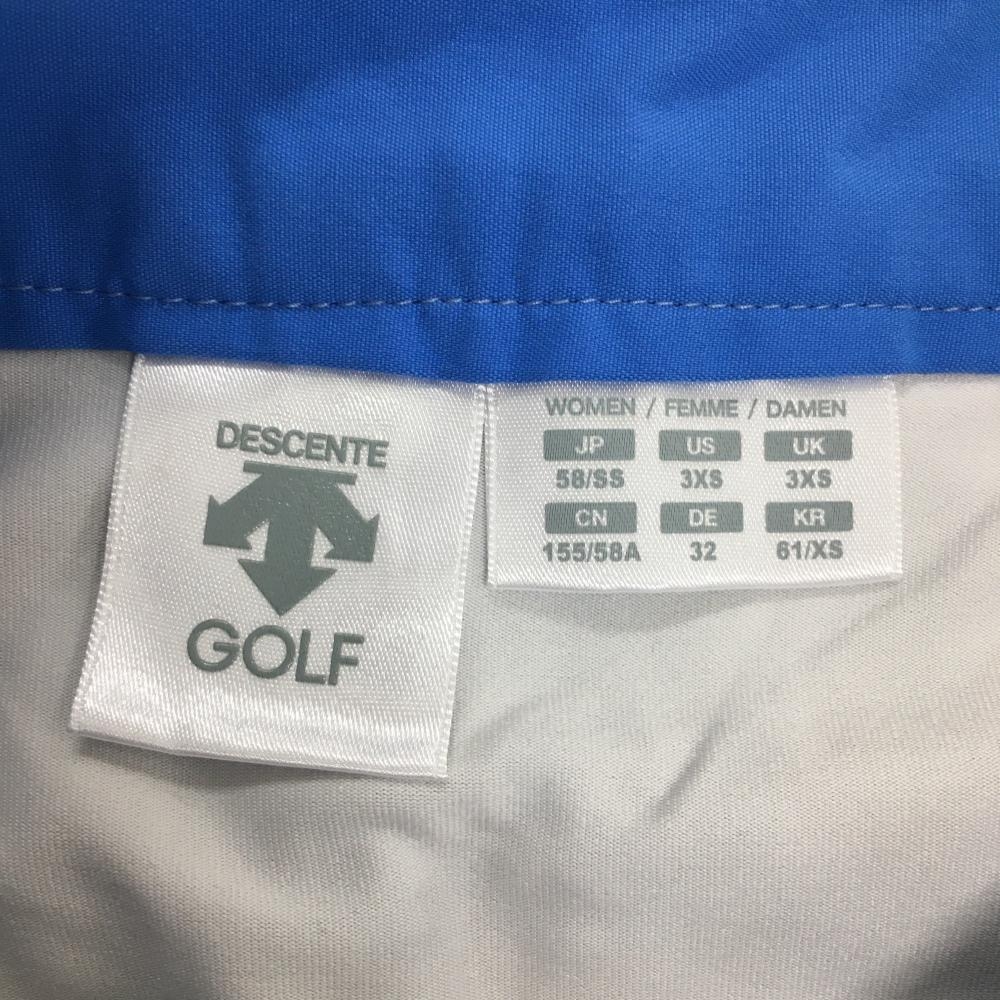 DESCENTE
GOLF
WOMEN / FEMME / DAMEN
JP US UK
58/SS 3XS 3XS
CN DE KR
155/58A 32 61/XS